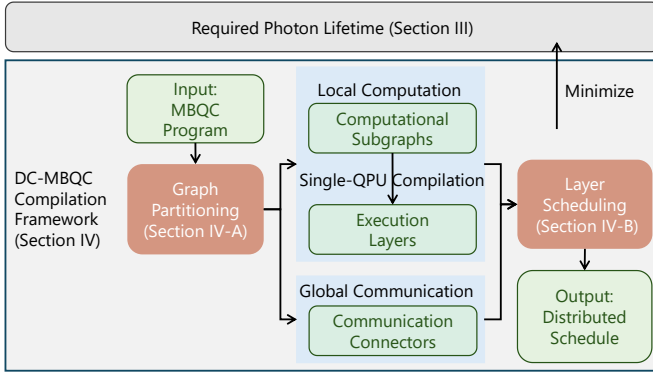 Required Photon Lifetime (Section III)
Input:
MBQC
Program
DC-MBQC
Compilation
Framework
(Section IV)
Graph
Partitioning
(Section IV-A)
Local Computation
Computational
Subgraphs
Single-QPU Compilation
Execution
Layers
Global Communication
Communication
Connectors
Minimize
Layer
Scheduling
(Section IV-B)
Output:
Distributed
Schedule